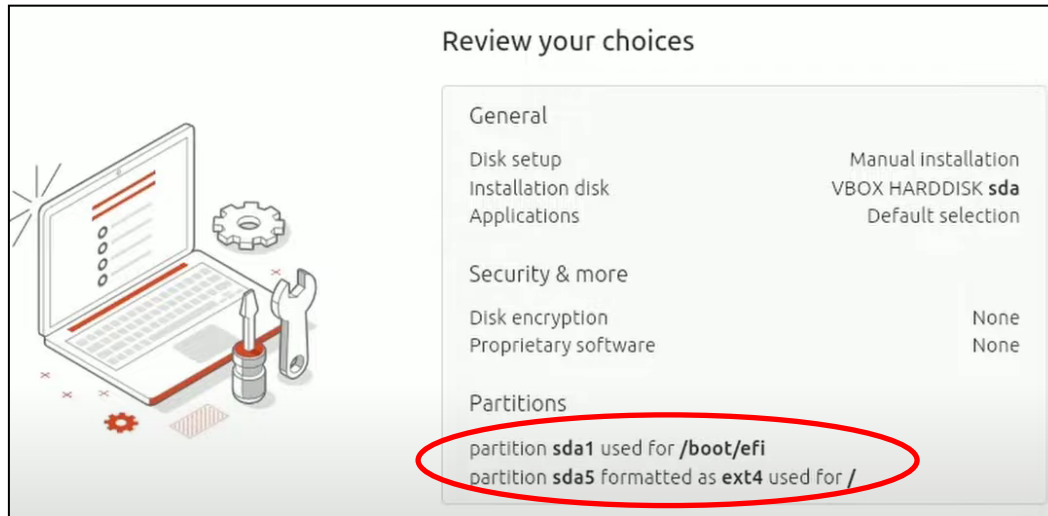 Review your choices
General
Disk setup Manual installation
Installation disk VBOX HARDDISK sda
Applications Default selection
Security & more
Disk encryption None
Proprietary software None
Partitions
partition sda1 used for /boot/efi
partition sda5 formatted as ext4 used for /